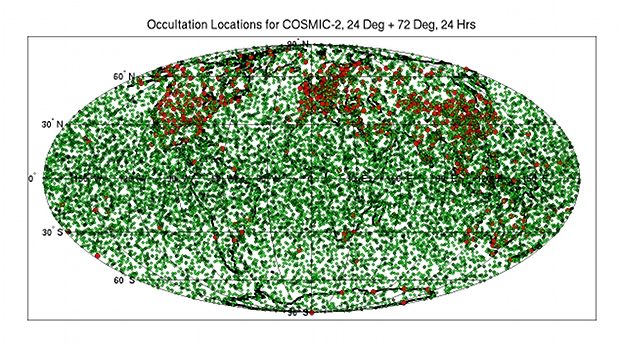 Occultation Locations for COSMIC-2, 24 Deg + 72 Deg, 24 Hrs
90° N
60° N
30° N
0°
30° S
60° S
90° S